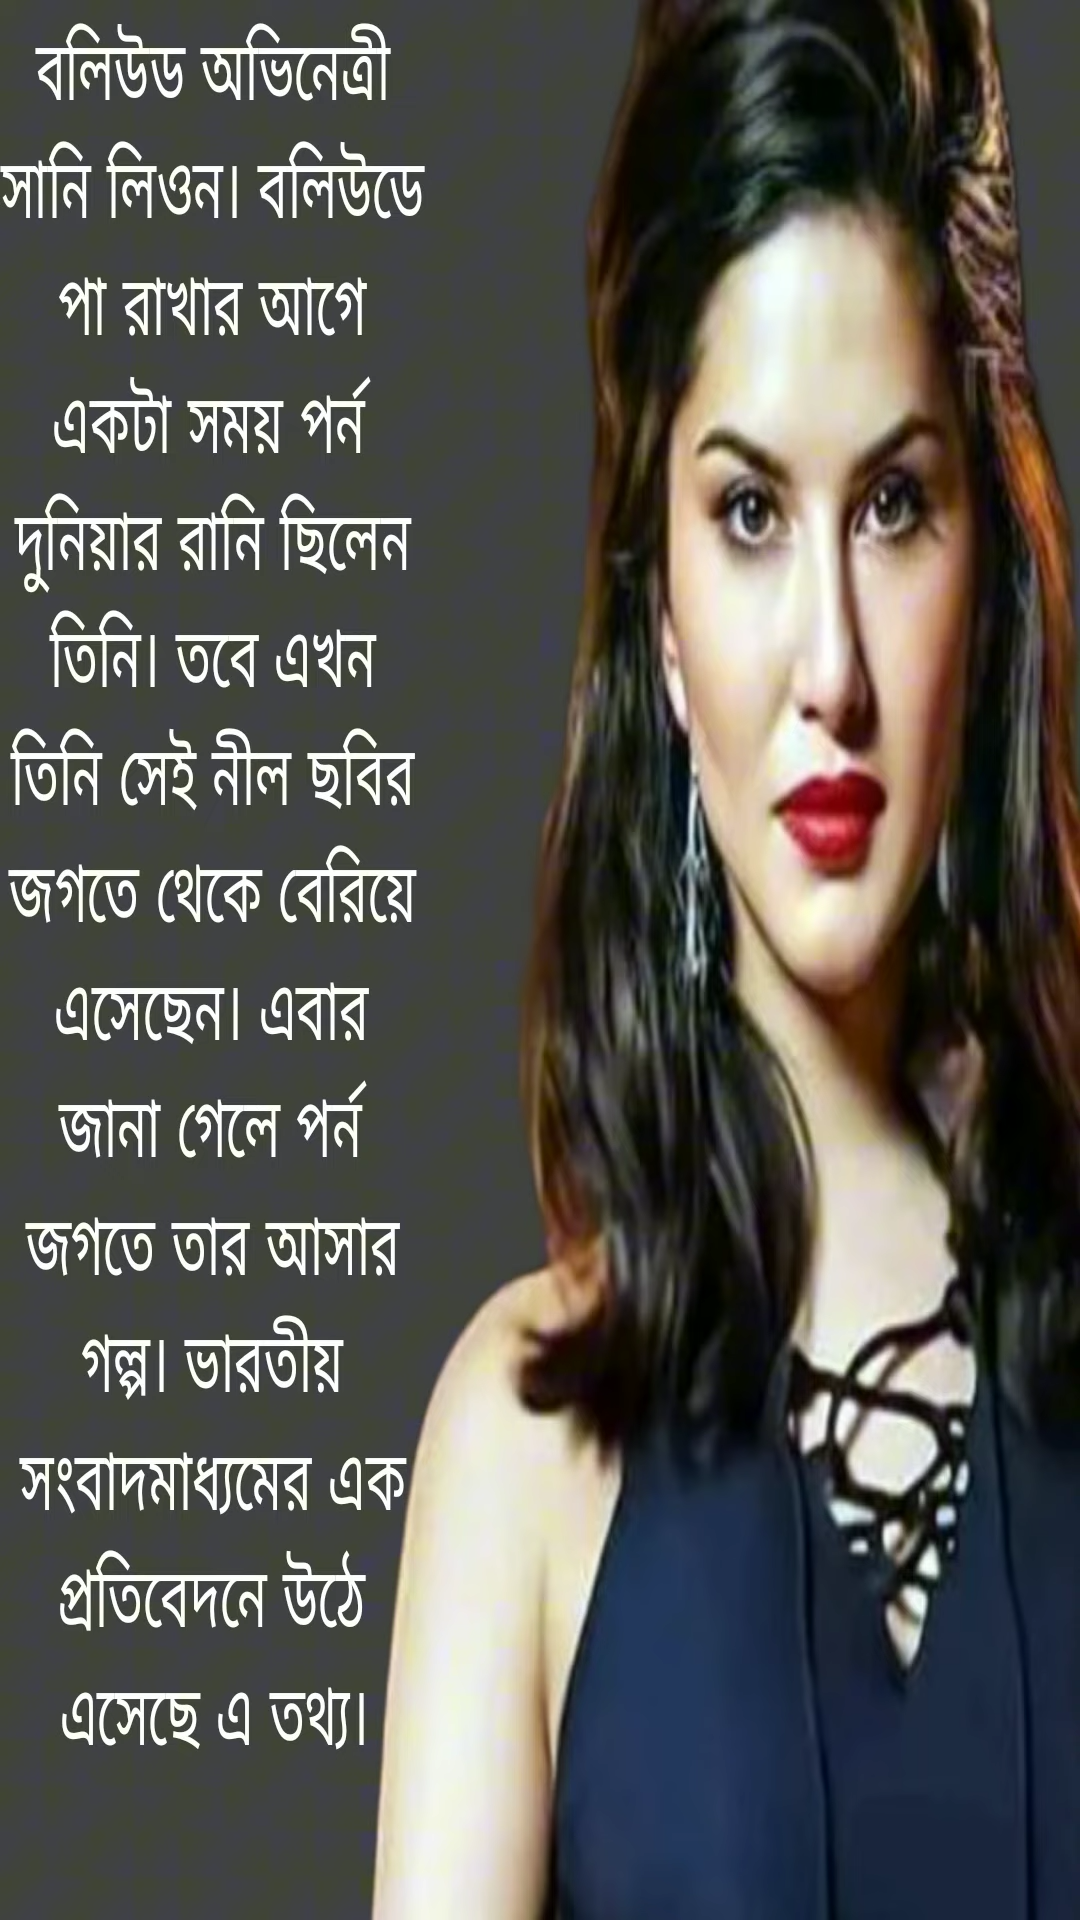 বলিউড অভিনেত্রী
সানি লিওন। বলিউডে
পা রাখার আগে
একটা সময় পর্ন
দুনিয়ার রানি ছিলেন
তিনি। তবে এখন
তিনি সেই নীল ছবির
জগতে থেকে বেরিয়ে
এসেছেন। এবার
জানা গেলে পর্ন
জগতে তার আসার
গল্প। ভারতীয়
সংবাদমাধ্যমের এক
প্রতিবেদনে উঠে
এসেছে এ তথ্য।